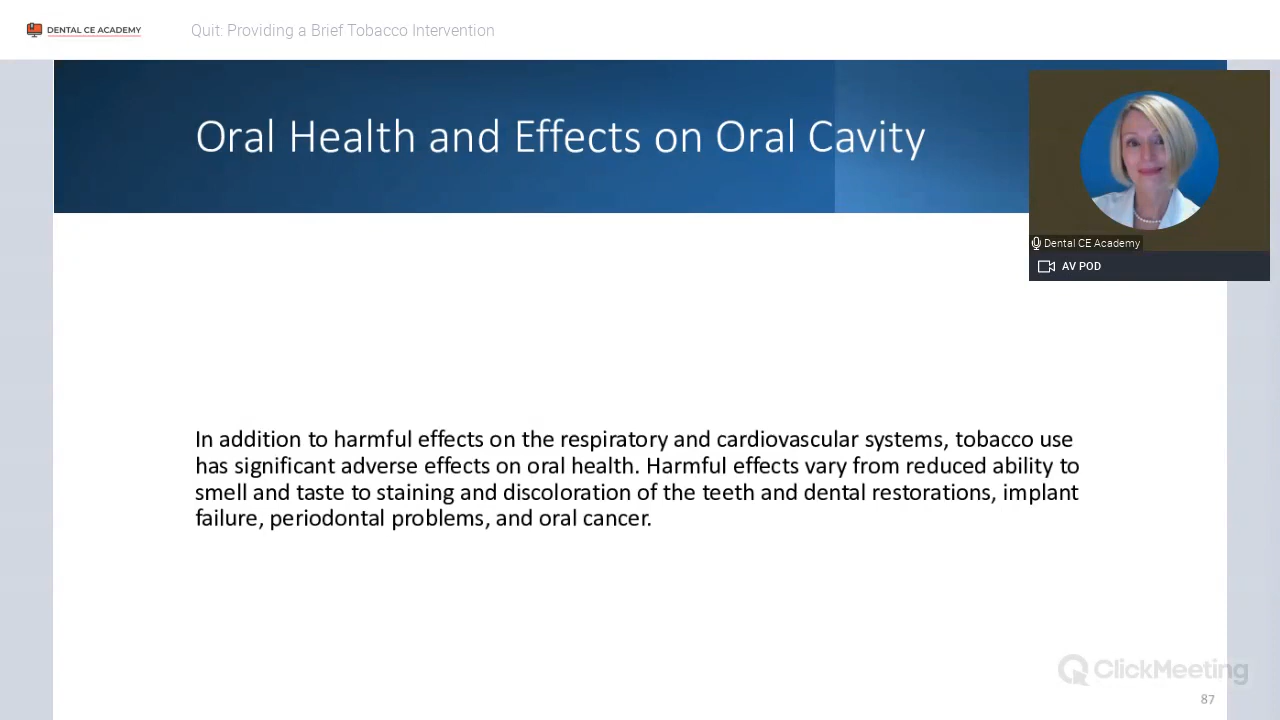 DENTAL CE ACADEMY
Quit: Providing a Brief Tobacco Intervention
Oral Health and Effects on Oral Cavity
Dental CE Academy
AV POD
In addition to harmful effects on the respiratory and cardiovascular systems, tobacco use
has significant adverse effects on oral health. Harmful effects vary from reduced ability to
smell and taste to staining and discoloration of the teeth and dental restorations, implant
failure, periodontal problems, and oral cancer.
ClickMeeting
87